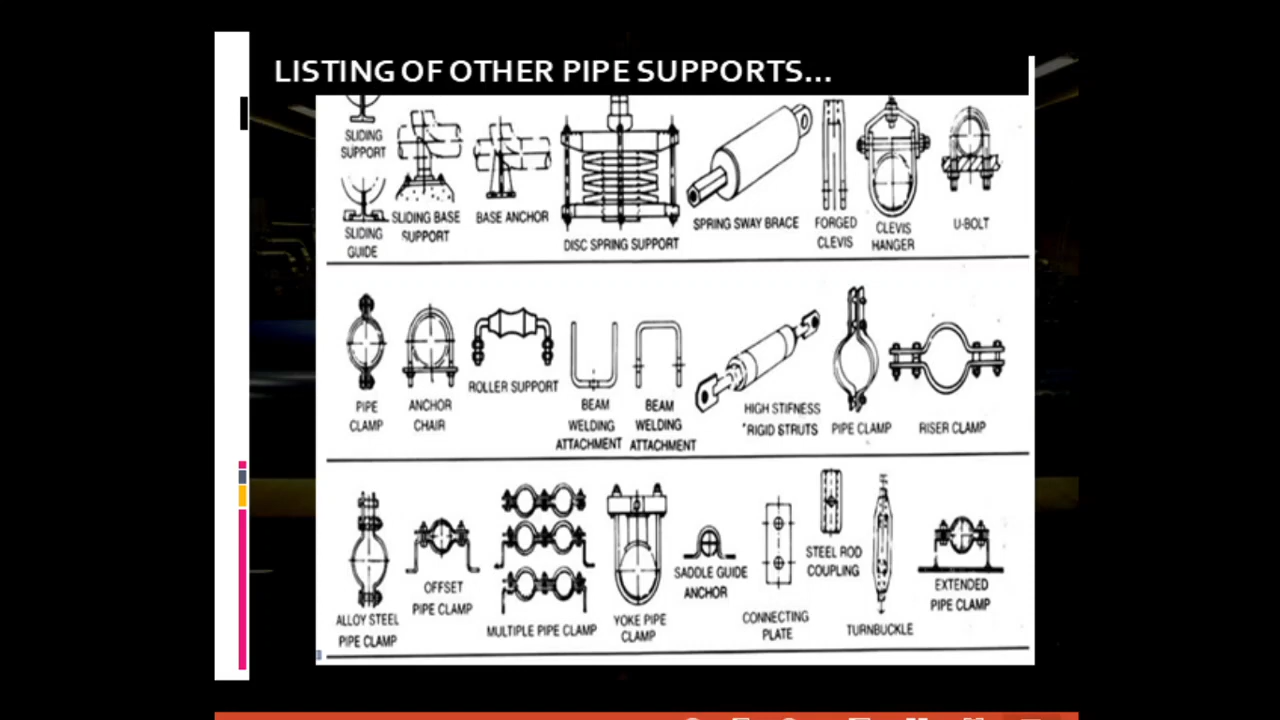 LISTING OF OTHER PIPE SUPPORTS...
SLIDING
SUPPORT
SLIDING
GUIDE
SLIDING BASE
SUPPORT
BASE ANCHOR
DISC SPRING SUPPORT
SPRING SWAY BRACE
FORGED
CLEVIS
CLEVIS
HANGER
U-BOLT
PIPE
CLAMP
ANCHOR
CHAIR
ROLLER SUPPORT
BEAM
WELDING
ATTACHMENT
BEAM
WELDING
ATTACHMENT
HIGH STIFNESS
RIGID STRUTS
PIPE CLAMP
RISER CLAMP
ALLOY STEEL
PIPE CLAMP
OFFSET
PIPE CLAMP
MULTIPLE PIPE CLAMP
YOKE PIPE
CLAMP
SADDLE GUIDE
ANCHOR
CONNECTING
PLATE
STEEL ROD
COUPLING
TURNBUCKLE
EXTENDED
PIPE CLAMP